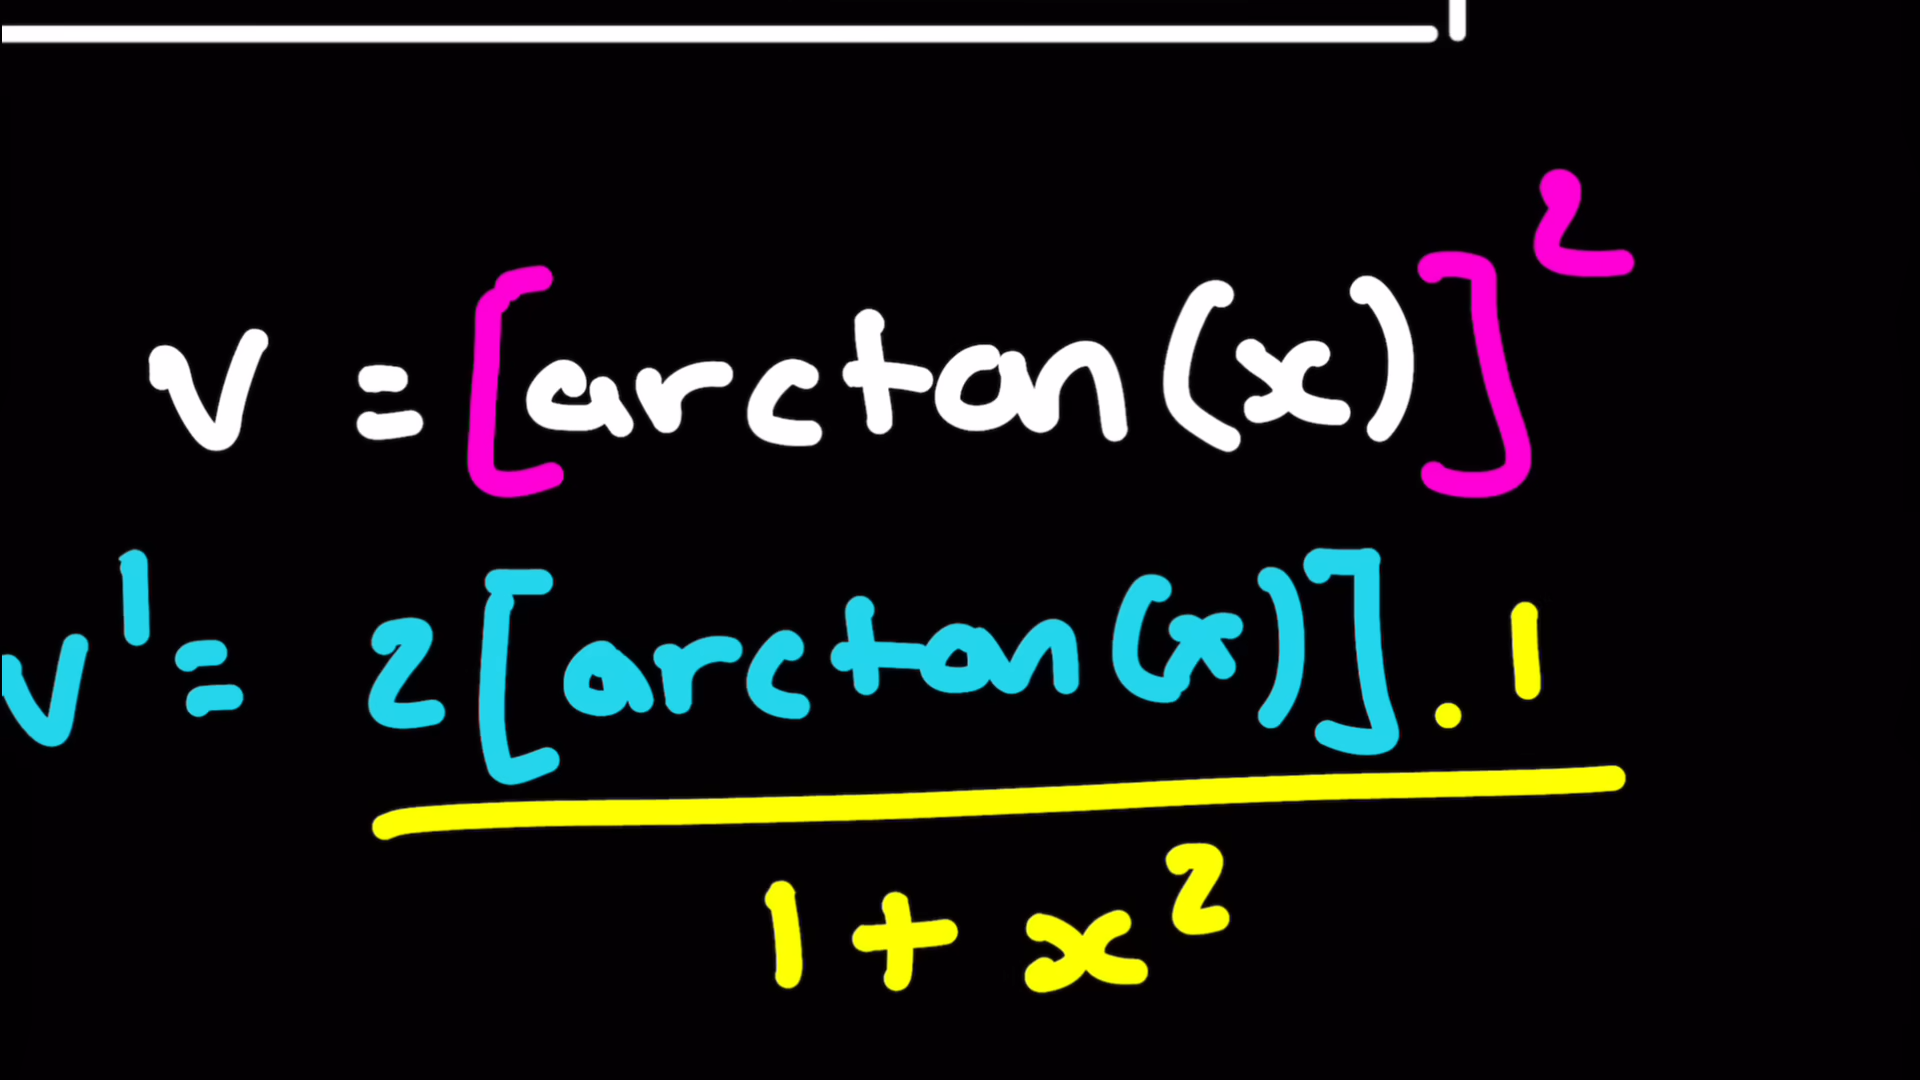 v = [arctan(x)]²
v' = 2[arctan(x)] . 1
1 + x²